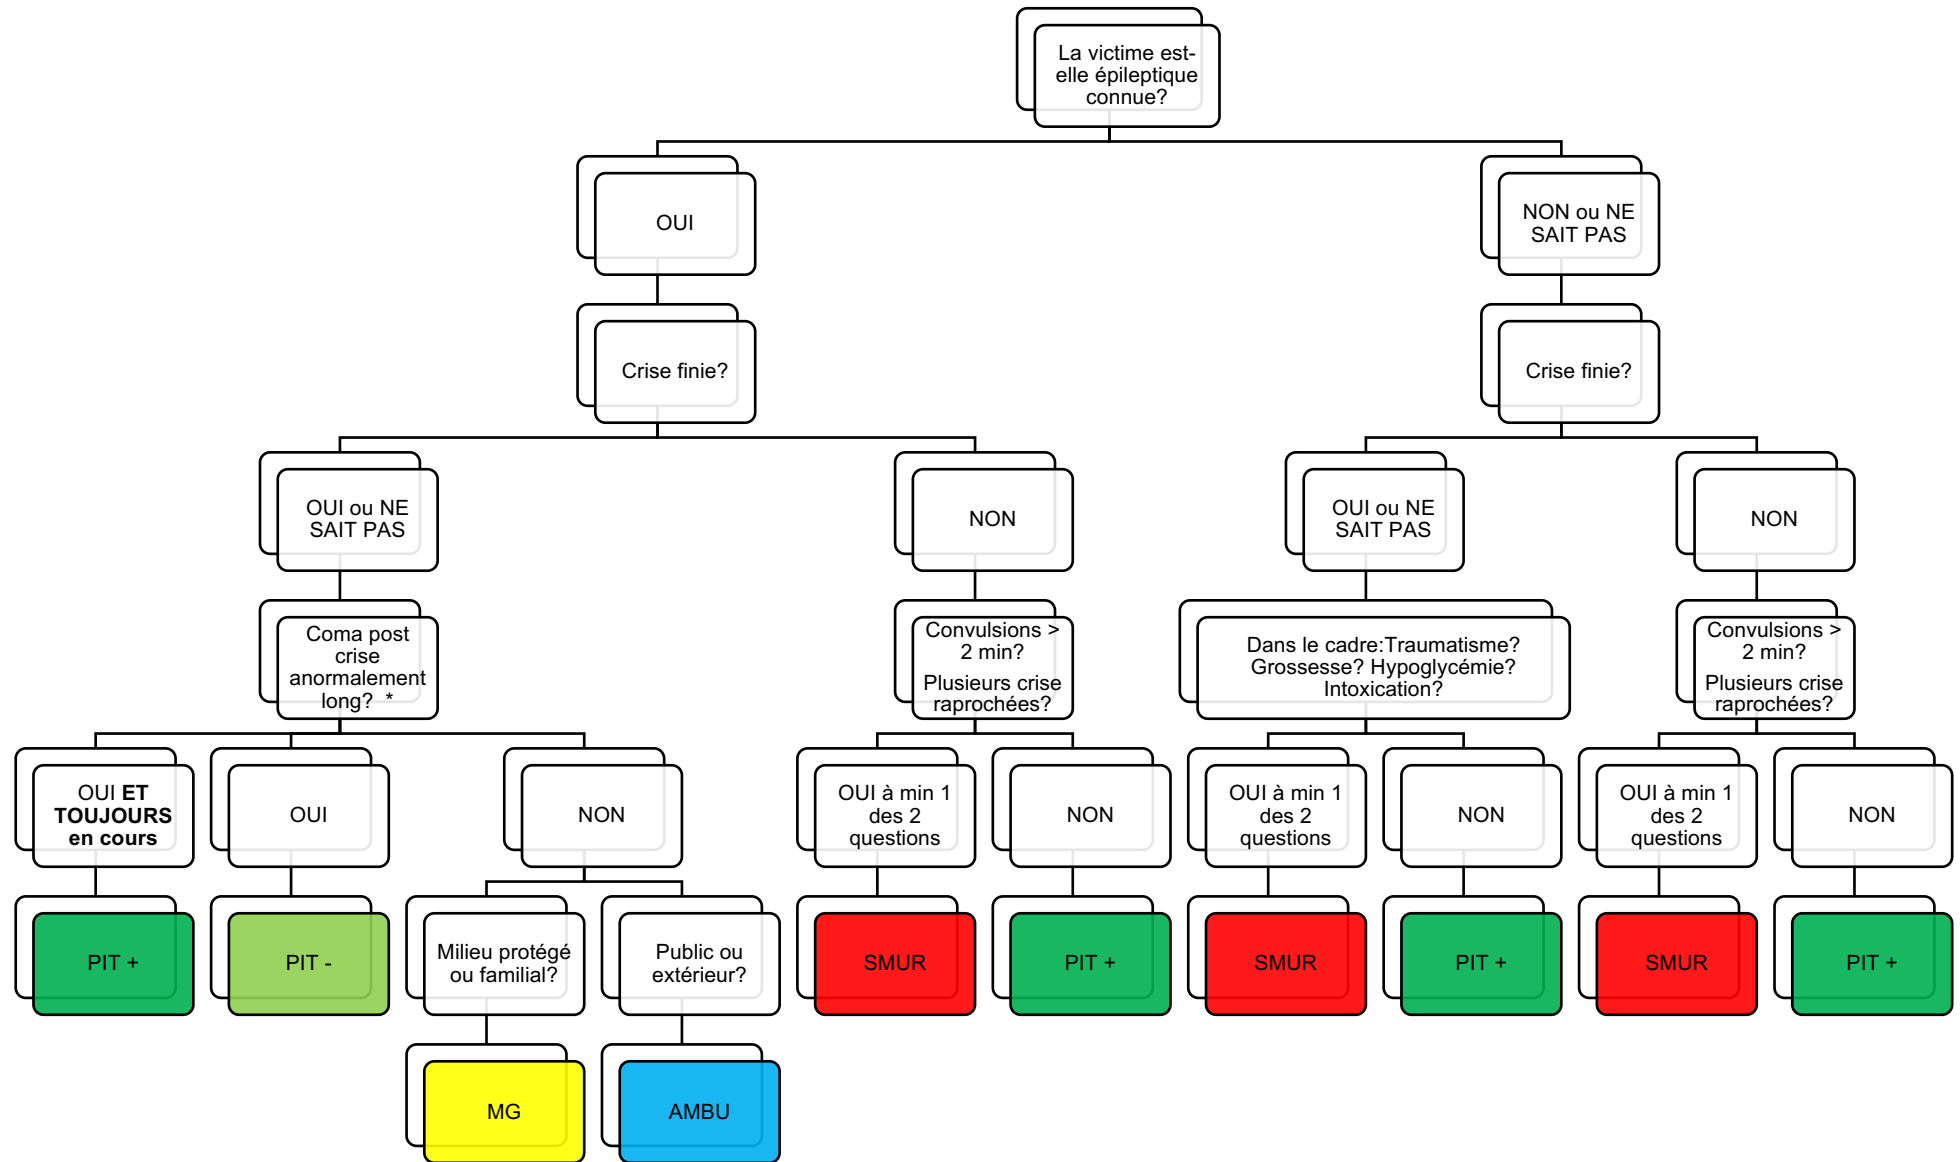 La victime est-
elle épileptique
connue?
OUI
NON ou NE
SAIT PAS
Crise finie?
Crise finie?
OUI ou NE
SAIT PAS
NON
OUI ou NE
SAIT PAS
NON
Coma post
crise
anormalement
long? *
Convulsions >
2 min?
Plusieurs crise
raprochées?
Dans le cadre:Traumatisme?
Grossesse? Hypoglycémie?
Intoxication?
Convulsions >
2 min?
Plusieurs crise
raprochées?
OUI ET
TOUJOURS
en cours
OUI
NON
OUI à min 1
des 2
questions
NON
OUI à min 1
des 2
questions
NON
OUI à min 1
des 2
questions
NON
PIT +
PIT -
Milieu protégé
ou familial?
Public ou
extérieur?
SMUR
PIT +
SMUR
PIT +
SMUR
PIT +
MG
AMBU